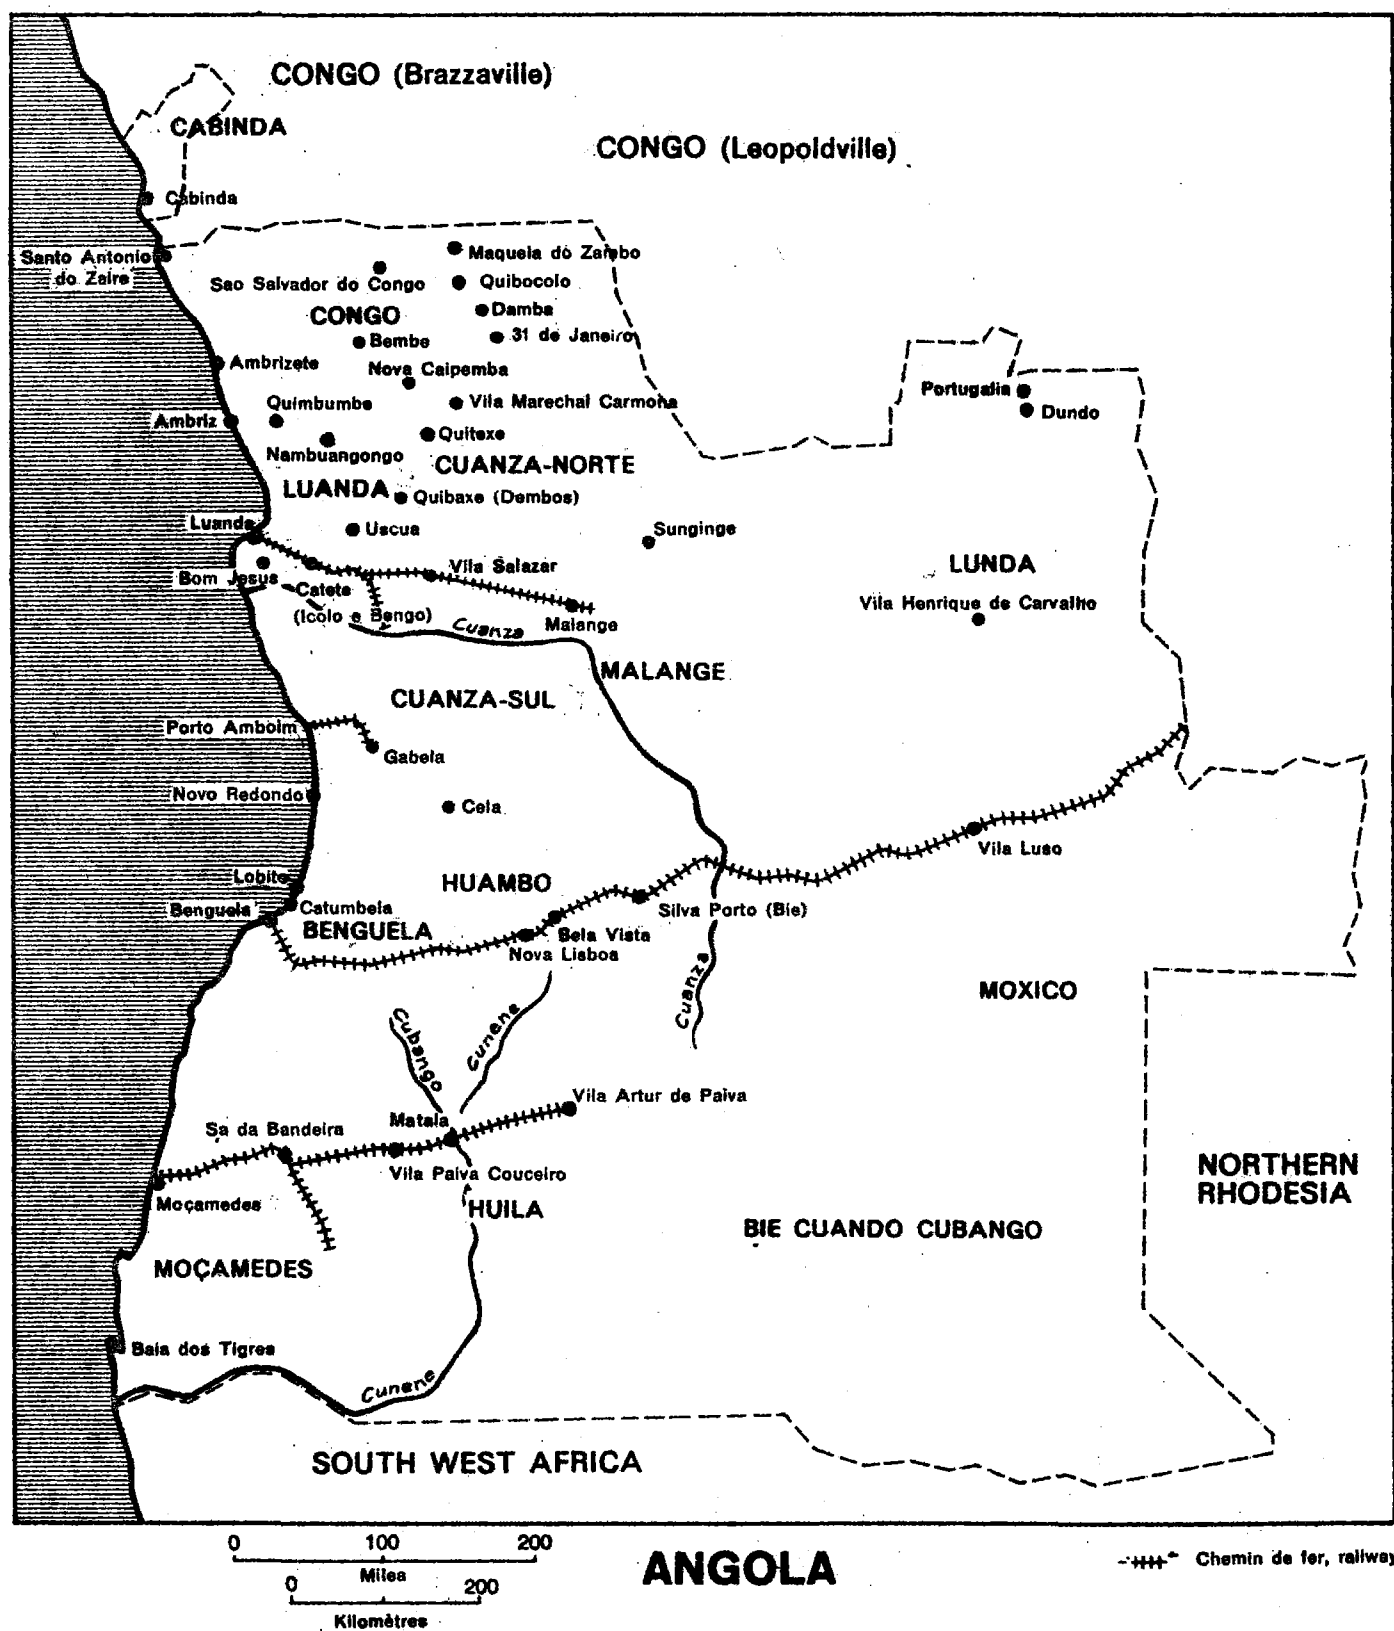 CONGO (Brazzaville)
CABINDA
CONGO (Leopoldville)
Cabinda
Santo Antonio
do Zaire
Maquela do Zambo
Sao Salvador do Congo
Quibocolo
CONGO
Damba
Bembe
31 de Janeiro
Ambrizete
Nova Caipemba
Portugalia
Dundo
Quimbumbe
Vila Marechal Carmona
Ambriz
Quitexe
Nambuangongo
CUANZA-NORTE
LUANDA
Quibaxe (Dembos)
Luanda
Uscua
Sunginge
LUNDA
Bom Jesus
Vila Salazar
Catete
(Icolo e Bengo)
Vila Henrique de Carvalho
Cuanza
Malange
MALANGE
CUANZA-SUL
Porto Amboim
Gabela
Novo Redondo
Cela
Vila Luso
Lobito
HUAMBO
Benguela
Catumbela
Silva Porto (Bie)
BENGUELA
Bela Vista
Nova Lisboa
Cuanza
MOXICO
Cubango
Cunene
Vila Artur de Paiva
Matala
Sa da Bandeira
Vila Paiva Couceiro
NORTHERN
RHODESIA
Moçamedes
HUILA
BIE CUANDO CUBANGO
MOÇAMEDES
Baia dos Tigres
Cunene
SOUTH WEST AFRICA
0 100 200
Milea
0 200
Kilomètres
ANGOLA
Chemin de fer, railway